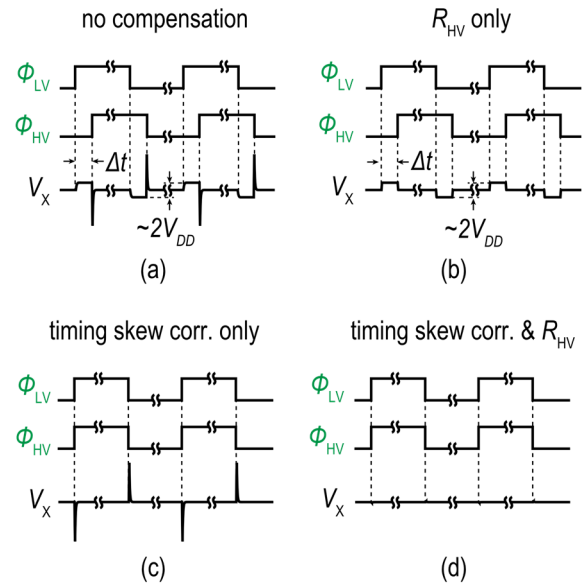 no compensation
Φ_LV
Φ_HV
Δt
V_X
~2V_DD
(a)
R_HV only
Φ_LV
Φ_HV
Δt
V_X
~2V_DD
(b)
timing skew corr. only
Φ_LV
Φ_HV
V_X
(c)
timing skew corr. & R_HV
Φ_LV
Φ_HV
V_X
(d)